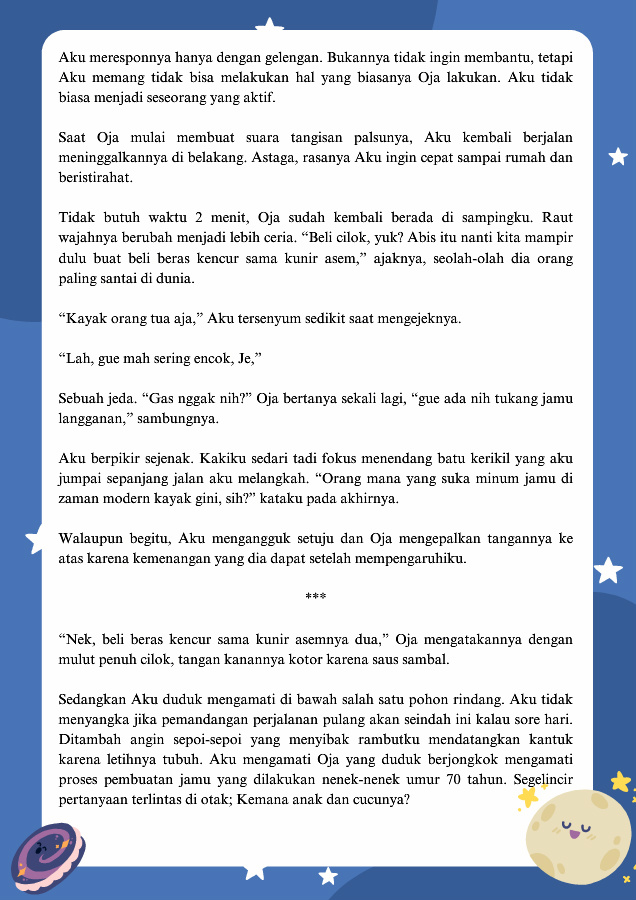 Aku meresponnya hanya dengan gelengan. Bukannya tidak ingin membantu, tetapi
Aku memang tidak bisa melakukan hal yang biasanya Oja lakukan. Aku tidak
biasa menjadi seseorang yang aktif.
Saat Oja mulai membuat suara tangisan palsunya, Aku kembali berjalan
meninggalkannya di belakang. Astaga, rasanya Aku ingin cepat sampai rumah dan
beristirahat.
Tidak butuh waktu 2 menit, Oja sudah kembali berada di sampingku. Raut
wajahnya berubah menjadi lebih ceria. “Beli cilok, yuk? Abis itu nanti kita mampir
dulu buat beli beras kencur sama kunir asem,” ajaknya, seolah-olah dia orang
paling santai di dunia.
“Kayak orang tua aja,” Aku tersenyum sedikit saat mengejeknya.
“Lah, gue mah sering encok, Je,”
Sebuah jeda. “Gas nggak nih?” Oja bertanya sekali lagi, “gue ada nih tukang jamu
langganan,” sambungnya.
Aku berpikir sejenak. Kakiku sedari tadi fokus menendang batu kerikil yang aku
jumpai sepanjang jalan aku melangkah. “Orang mana yang suka minum jamu di
zaman modern kayak gini, sih?” kataku pada akhirnya.
Walaupun begitu, Aku mengangguk setuju dan Oja mengepalkan tangannya ke
atas karena kemenangan yang dia dapat setelah mempengaruhiku.
***
“Nek, beli beras kencur sama kunir asemnya dua,” Oja mengatakannya dengan
mulut penuh cilok, tangan kanannya kotor karena saus sambal.
Sedangkan Aku duduk mengamati di bawah salah satu pohon rindang. Aku tidak
menyangka jika pemandangan perjalanan pulang akan seindah ini kalau sore hari.
Ditambah angin sepoi-sepoi yang menyibak rambutku mendatangkan kantuk
karena letihnya tubuh. Aku mengamati Oja yang duduk berjongkok mengamati
proses pembuatan jamu yang dilakukan nenek-nenek umur 70 tahun. Segelincir
pertanyaan terlintas di otak; Kemana anak dan cucunya?